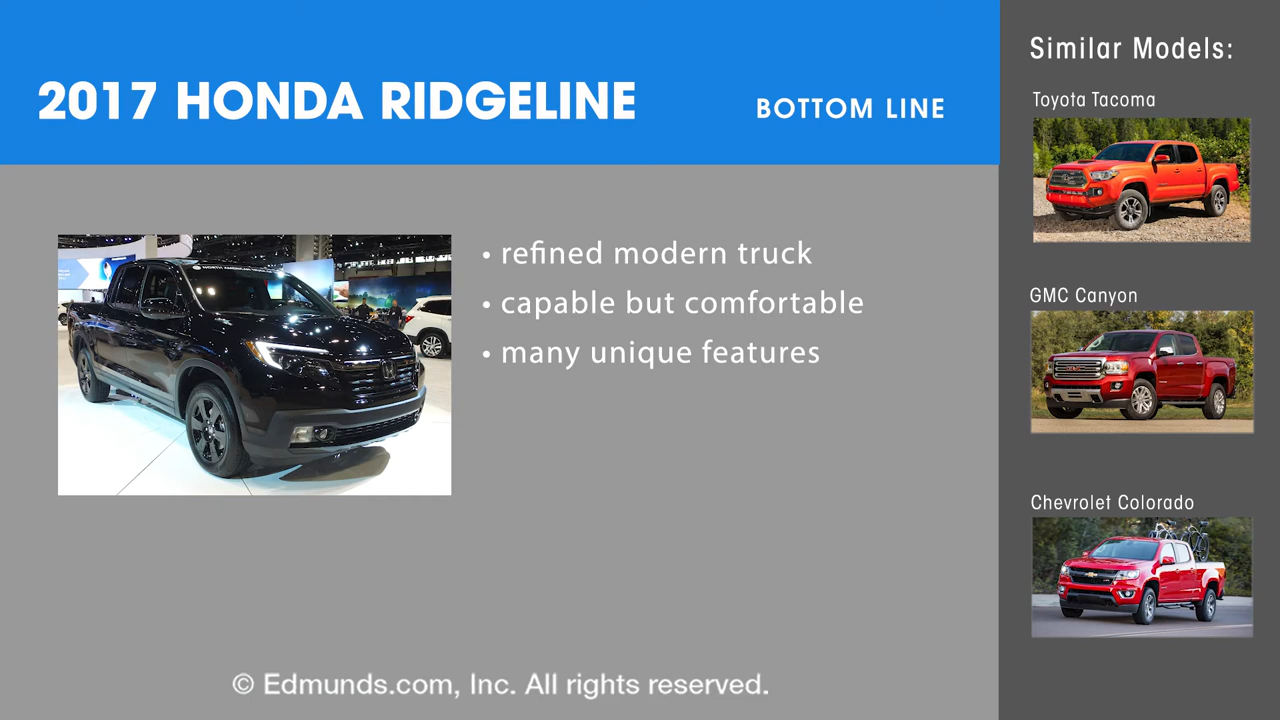 2017 HONDA RIDGELINE
BOTTOM LINE
• refined modern truck
• capable but comfortable
• many unique features
© Edmunds.com, Inc. All rights reserved.
Similar Models:
Toyota Tacoma
GMC Canyon
Chevrolet Colorado